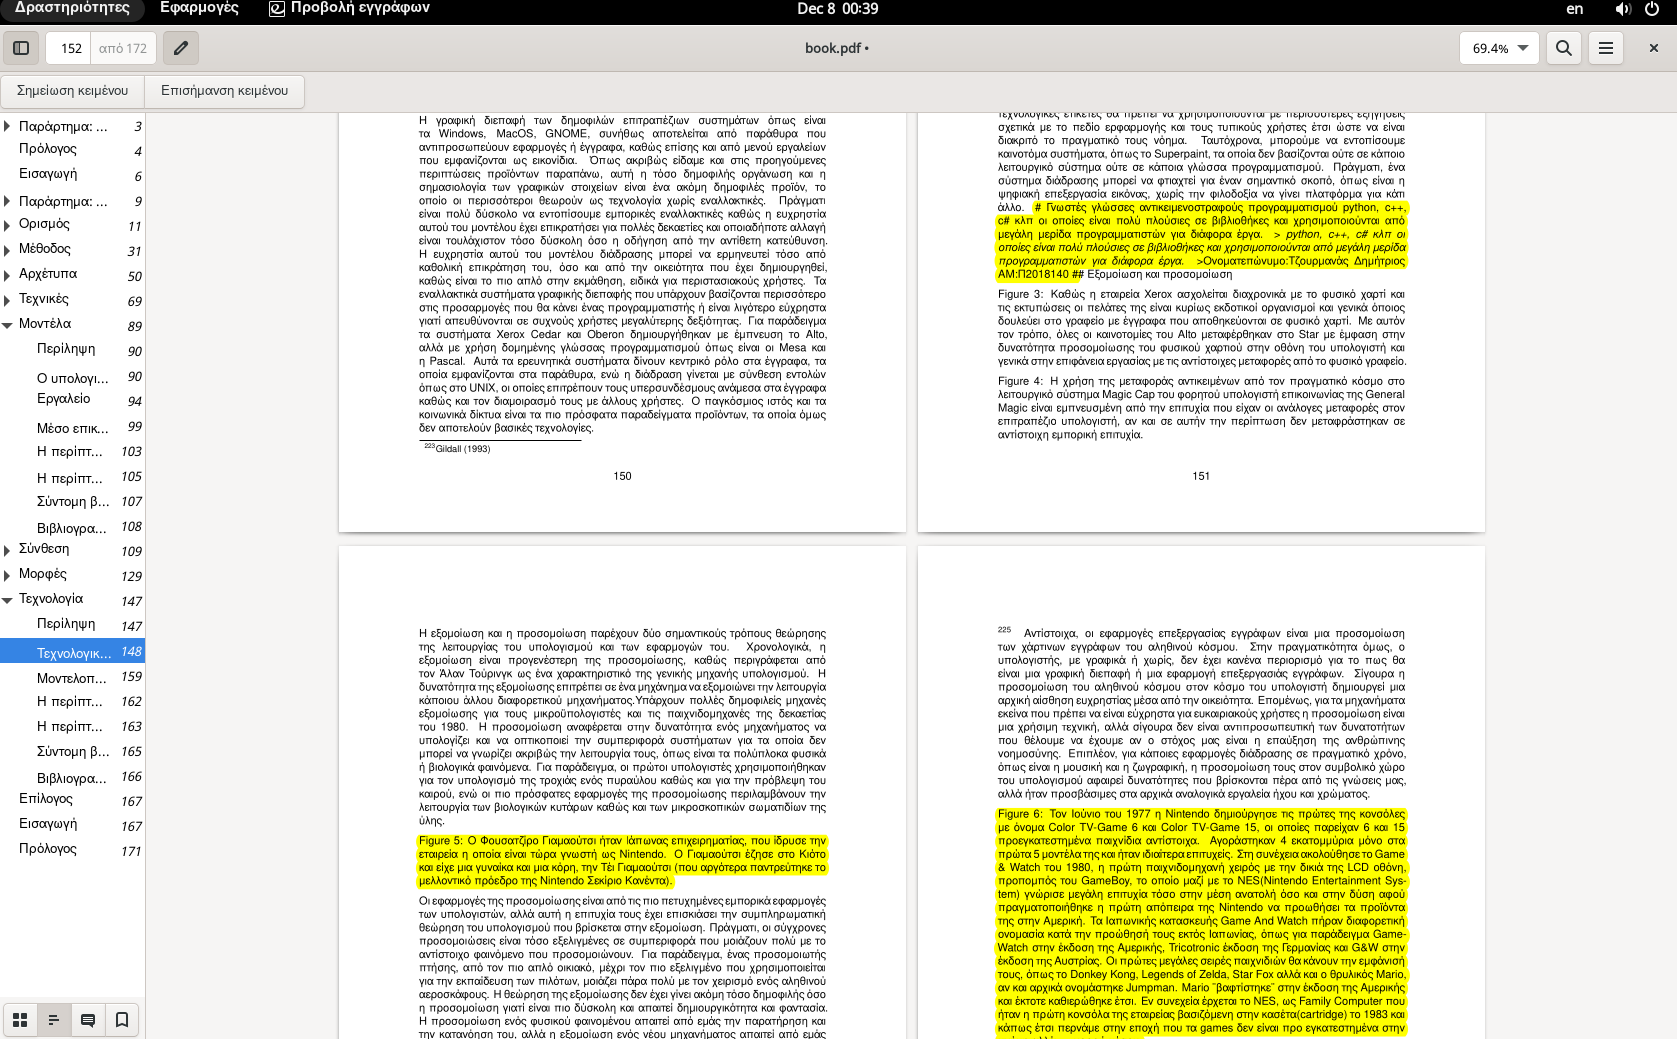 Δραστηριότητες Εφαρμογές Προβολή εγγράφων Dec 8 00:39 en
152 από 172 book.pdf • 69.4%
Σημείωση κειμένου Επισήμανση κειμένου
Παράρτημα: ... 3
Πρόλογος 4
Εισαγωγή 6
Παράρτημα: ... 9
Ορισμός 11
Μέθοδος 31
Αρχέτυπα 50
Τεχνικές 69
Μοντέλα 89
Περίληψη 90
Ο υπολογι... 90
Εργαλείο 94
Μέσο επικ... 99
Η περίπτ... 103
Η περίπτ... 105
Σύντομη β... 107
Βιβλιογρα... 108
Σύνθεση 109
Μορφές 129
Τεχνολογία 147
Περίληψη 147
Τεχνολογικ... 148
Μοντελοπ... 159
Η περίπτ... 162
Η περίπτ... 163
Σύντομη β... 165
Βιβλιογρα... 166
Επίλογος 167
Εισαγωγή 167
Πρόλογος 171
Η γραφική διεπαφή των δημοφιλών επιτραπέζιων συστημάτων όπως είναι
τα Windows, MacOS, GNOME, συνήθως αποτελείται από παράθυρα που
αντιπροσωπεύουν εφαρμογές ή έγγραφα, καθώς επίσης και από μενού εργαλείων
που εμφανίζονται ως εικονίδια. Όπως ακριβώς είδαμε και στις προηγούμενες
περιπτώσεις προϊόντων παραπάνω, αυτή η τόσο δημοφιλής οργάνωση και η
σημασιολογία των γραφικών στοιχείων είναι ένα ακόμη δημοφιλές προϊόν, το
οποίο οι περισσότεροι θεωρούν ως τεχνολογία χωρίς εναλλακτικές. Πράγματι
είναι πολύ δύσκολο να εντοπίσουμε εμπορικές εναλλακτικές καθώς η ευχρηστία
αυτού του μοντέλου έχει επικρατήσει για πολλές δεκαετίες και οποιαδήποτε αλλαγή
είναι τουλάχιστον τόσο δύσκολη όσο η οδήγηση από την αντίθετη κατεύθυνση.
Η ευχρηστία αυτού του μοντέλου διάδρασης μπορεί να ερμηνευτεί τόσο από
καθολική επικράτηση του, όσο και από την οικειότητα που έχει δημιουργηθεί,
καθώς είναι το πιο απλό στην εκμάθηση, ειδικά για περιστασιακούς χρήστες. Τα
εναλλακτικά συστήματα γραφικής διεπαφής που υπάρχουν βασίζονται περισσότερο
στις προσαρμογές που θα κάνει ένας προγραμματιστής ή είναι λιγότερο εύχρηστα
γιατί απευθύνονται σε συχνούς χρήστες μεγαλύτερης δεξιότητας. Για παράδειγμα
τα συστήματα Xerox Cedar και Oberon δημιουργήθηκαν με έμπνευση το Alto,
αλλά με χρήση δομημένης γλώσσας προγραμματισμού όπως είναι οι Mesa και
η Pascal. Αυτά τα ερευνητικά συστήματα δίνουν κεντρικό ρόλο στα έγγραφα, τα
οποία εμφανίζονται στα παράθυρα, ενώ η διάδραση γίνεται με σύνθεση εντολών
όπως στο UNIX, οι οποίες επιτρέπουν τους υπερσυνδέσμους ανάμεσα στα έγγραφα
καθώς και τον διαμοιρασμό τους με άλλους χρήστες. Ο παγκόσμιος ιστός και τα
κοινωνικά δίκτυα είναι τα πιο πρόσφατα παραδείγματα προϊόντων, τα οποία όμως
δεν αποτελούν βασικές τεχνολογίες.
223Gildall (1993)
150
τεχνολογικές ετικέτες θα πρέπει να χρησιμοποιούνται με περισσότερες εξηγήσεις
σχετικά με το πεδίο ερφαρμογής και τους τυπικούς χρήστες έτσι ώστε να είναι
διακριτό το πραγματικό τους νόημα. Ταυτόχρονα, μπορούμε να εντοπίσουμε
καινοτόμα συστήματα, όπως το Superpaint, τα οποία δεν βασίζονται ούτε σε κάποιο
λειτουργικό σύστημα ούτε σε κάποια γλώσσα προγραμματισμού. Πράγματι, ένα
σύστημα διάδρασης μπορεί να φτιαχτεί για έναν σημαντικό σκοπό, όπως είναι η
ψηφιακή επεξεργασία εικόνας, χωρίς την φιλοδοξία να γίνει πλατφόρμα για κάτι
άλλο. # Γνωστές γλώσσες αντικειμενοστραφούς προγραμματισμού python, c++,
c# κλπ οι οποίες είναι πολύ πλούσιες σε βιβλιοθήκες και χρησιμοποιούνται από
μεγάλη μερίδα προγραμματιστών για διάφορα έργα. > python, c++, c# κλπ οι
οποίες είναι πολύ πλούσιες σε βιβλιοθήκες και χρησιμοποιούνται από μεγάλη μερίδα
προγραμματιστών για διάφορα έργα. >Ονοματεπώνυμο:Τζουρμανάς Δημήτριος
ΑΜ:Π2018140 ## Εξομοίωση και προσομοίωση
Figure 3: Καθώς η εταιρεία Xerox ασχολείται διαχρονικά με το φυσικό χαρτί και
τις εκτυπώσεις οι πελάτες της είναι κυρίως εκδοτικοί οργανισμοί και γενικά όποιος
δουλεύει στο γραφείο με έγγραφα που αποθηκεύονται σε φυσικό χαρτί. Με αυτόν
τον τρόπο, όλες οι καινοτομίες του Alto μεταφέρθηκαν στο Star με έμφαση στην
δυνατότητα προσομοίωσης του φυσικού χαρτιού στην οθόνη του υπολογιστή και
γενικά στην επιφάνεια εργασίας με τις αντίστοιχες μεταφορές από το φυσικό γραφείο.
Figure 4: Η χρήση της μεταφοράς αντικειμένων από τον πραγματικό κόσμο στο
λειτουργικό σύστημα Magic Cap του φορητού υπολογιστή επικοινωνίας της General
Magic είναι εμπνευσμένη από την επιτυχία που είχαν οι ανάλογες μεταφορές στον
επιτραπέζιο υπολογιστή, αν και σε αυτήν την περίπτωση δεν μεταφράστηκαν σε
αντίστοιχη εμπορική επιτυχία.
151
Η εξομοίωση και η προσομοίωση παρέχουν δύο σημαντικούς τρόπους θεώρησης
της λειτουργίας του υπολογισμού και των εφαρμογών του. Χρονολογικά, η
εξομοίωση είναι προγενέστερη της προσομοίωσης, καθώς περιγράφεται από
τον Άλαν Τούρινγκ ως ένα χαρακτηριστικό της γενικής μηχανής υπολογισμού. Η
δυνατότητα της εξομοίωσης επιτρέπει σε ένα μηχάνημα να εξομοιώνει την λειτουργία
κάποιου άλλου διαφορετικού μηχανήματος.Υπάρχουν πολλές δημοφιλείς μηχανές
εξομοίωσης για τους μικροϋπολογιστές και τις παιχνιδομηχανές της δεκαετίας
του 1980. Η προσομοίωση αναφέρεται στην δυνατότητα ενός μηχανήματος να
υπολογίζει και να οπτικοποιεί την συμπεριφορά συστημάτων για τα οποία δεν
μπορεί να γνωρίζει ακριβώς την λειτουργία τους, όπως είναι τα πολύπλοκα φυσικά
ή βιολογικά φαινόμενα. Για παράδειγμα, οι πρώτοι υπολογιστές χρησιμοποιήθηκαν
για τον υπολογισμό της τροχιάς ενός πυραύλου καθώς και για την πρόβλεψη του
καιρού, ενώ οι πιο πρόσφατες εφαρμογές της προσομοίωσης περιλαμβάνουν την
λειτουργία των βιολογικών κυτάρων καθώς και των μικροσκοπικών σωματιδίων της
ύλης.
Figure 5: Ο Φουσατζίρο Γιαμαούτσι ήταν Ιάπωνας επιχειρηματίας, που ίδρυσε την
εταιρεία η οποία είναι τώρα γνωστή ως Nintendo. Ο Γιαμαούτσι έζησε στο Κιότο
και είχε μια γυναίκα και μια κόρη, την Τέι Γιαμαούτσι (που αργότερα παντρεύτηκε το
μελλοντικό πρόεδρο της Nintendo Σεκίριο Κανέντα).
Οι εφαρμογές της προσομοίωσης είναι από τις πιο πετυχημένες εμπορικά εφαρμογές
των υπολογιστών, αλλά αυτή η επιτυχία τους έχει επισκιάσει την συμπληρωματική
θεώρηση του υπολογισμού που βρίσκεται στην εξομοίωση. Πράγματι, οι σύγχρονες
προσομοιώσεις είναι τόσο εξελιγμένες σε συμπεριφορά που μοιάζουν πολύ με το
αντίστοιχο φαινόμενο που προσομοιώνουν. Για παράδειγμα, ένας προσομοιωτής
πτήσης, από τον πιο απλό οικιακό, μέχρι τον πιο εξελιγμένο που χρησιμοποιείται
για την εκπαίδευση των πιλότων, μοιάζει πάρα πολύ με τον χειρισμό ενός αληθινού
αεροσκάφους. Η θεώρηση της εξομοίωσης δεν έχει γίνει ακόμη τόσο δημοφιλής όσο
η προσομοίωση γιατί είναι πιο δύσκολη και απαιτεί δημιουργικότητα και φαντασία.
Η προσομοίωση ενός φυσικού φαινομένου απαιτεί από εμάς την παρατήρηση και
την κατανόηση του, αλλά η εξομοίωση ενός νέου μηχανήματος απαιτεί από εμάς
225 Αντίστοιχα, οι εφαρμογές επεξεργασίας εγγράφων είναι μια προσομοίωση
των χάρτινων εγγράφων του αληθινού κόσμου. Στην πραγματικότητα όμως, ο
υπολογιστής, με γραφικά ή χωρίς, δεν έχει κανένα περιορισμό για το πως θα
είναι μια γραφική διεπαφή ή μια εφαρμογή επεξεργασιάς εγγράφων. Σίγουρα η
προσομοίωση του αληθινού κόσμου στον κόσμο του υπολογιστή δημιουργεί μια
αρχική αίσθηση ευχρηστίας μέσα από την οικειότητα. Επομένως, για τα μηχανήματα
εκείνα που πρέπει να είναι εύχρηστα για ευκαιριακούς χρήστες η προσομοίωση είναι
μια χρήσιμη τεχνική, αλλά σίγουρα δεν είναι αντιπροσωπευτική των δυνατοτήτων
που θέλουμε να έχουμε αν ο στόχος μας είναι η επαύξηση της ανθρώπινης
νοημοσύνης. Επιπλέον, για κάποιες εφαρμογές διάδρασης σε πραγματικό χρόνο,
όπως είναι η μουσική και η ζωγραφική, η προσομοίωση τους στον συμβολικό χώρο
του υπολογισμού αφαιρεί δυνατότητες που βρίσκονται πέρα από τις γνώσεις μας,
αλλά ήταν προσβάσιμες στα αρχικά αναλογικά εργαλεία ήχου και χρώματος.
Figure 6: Τον Ιούνιο του 1977 η Nintendo δημιούργησε τις πρώτες της κονσόλες
με όνομα Color TV-Game 6 και Color TV-Game 15, οι οποίες παρείχαν 6 και 15
προεγκατεστημένα παιχνίδια αντίστοιχα. Αγοράστηκαν 4 εκατομμύρια μόνο στα
πρώτα 5 μοντέλα της και ήταν ιδιαίτερα επιτυχείς. Στη συνέχεια ακολούθησε το Game
& Watch του 1980, η πρώτη παιχνιδομηχανή χειρός με την δικιά της LCD οθόνη,
προπομπός του GameBoy, το οποίο μαζί με το NES(Nintendo Entertainment Sys-
tem) γνώρισε μεγάλη επιτυχία τόσο στην μέση ανατολή όσο και στην δύση αφού
πραγματοποιήθηκε η πρώτη απόπειρα της Nintendo να προωθήσει τα προϊόντα
της στην Αμερική. Τα Ιαπωνικής κατασκευής Game And Watch πήραν διαφορετική
ονομασία κατά την προώθησή τους εκτός Ιαπωνίας, όπως για παράδειγμα Game-
Watch στην έκδοση της Αμερικής, Tricotronic έκδοση της Γερμανίας και G&W στην
έκδοση της Αυστρίας. Οι πρώτες μεγάλες σειρές παιχνιδιών θα κάνουν την εμφάνισή
τους, όπως το Donkey Kong, Legends of Zelda, Star Fox αλλά και ο θρυλικός Mario,
αν και αρχικά ονομάστηκε Jumpman. Mario ¨βαφτίστηκε¨ στην έκδοση της Αμερικής
και έκτοτε καθιερώθηκε έτσι. Εν συνεχεία έρχεται το NES, ως Family Computer που
ήταν η πρώτη κονσόλα της εταιρείας βασιζόμενη στην κασέτα(cartridge) το 1983 και
κάπως έτσι περνάμε στην εποχή που τα games δεν είναι προ εγκατεστημένα στην